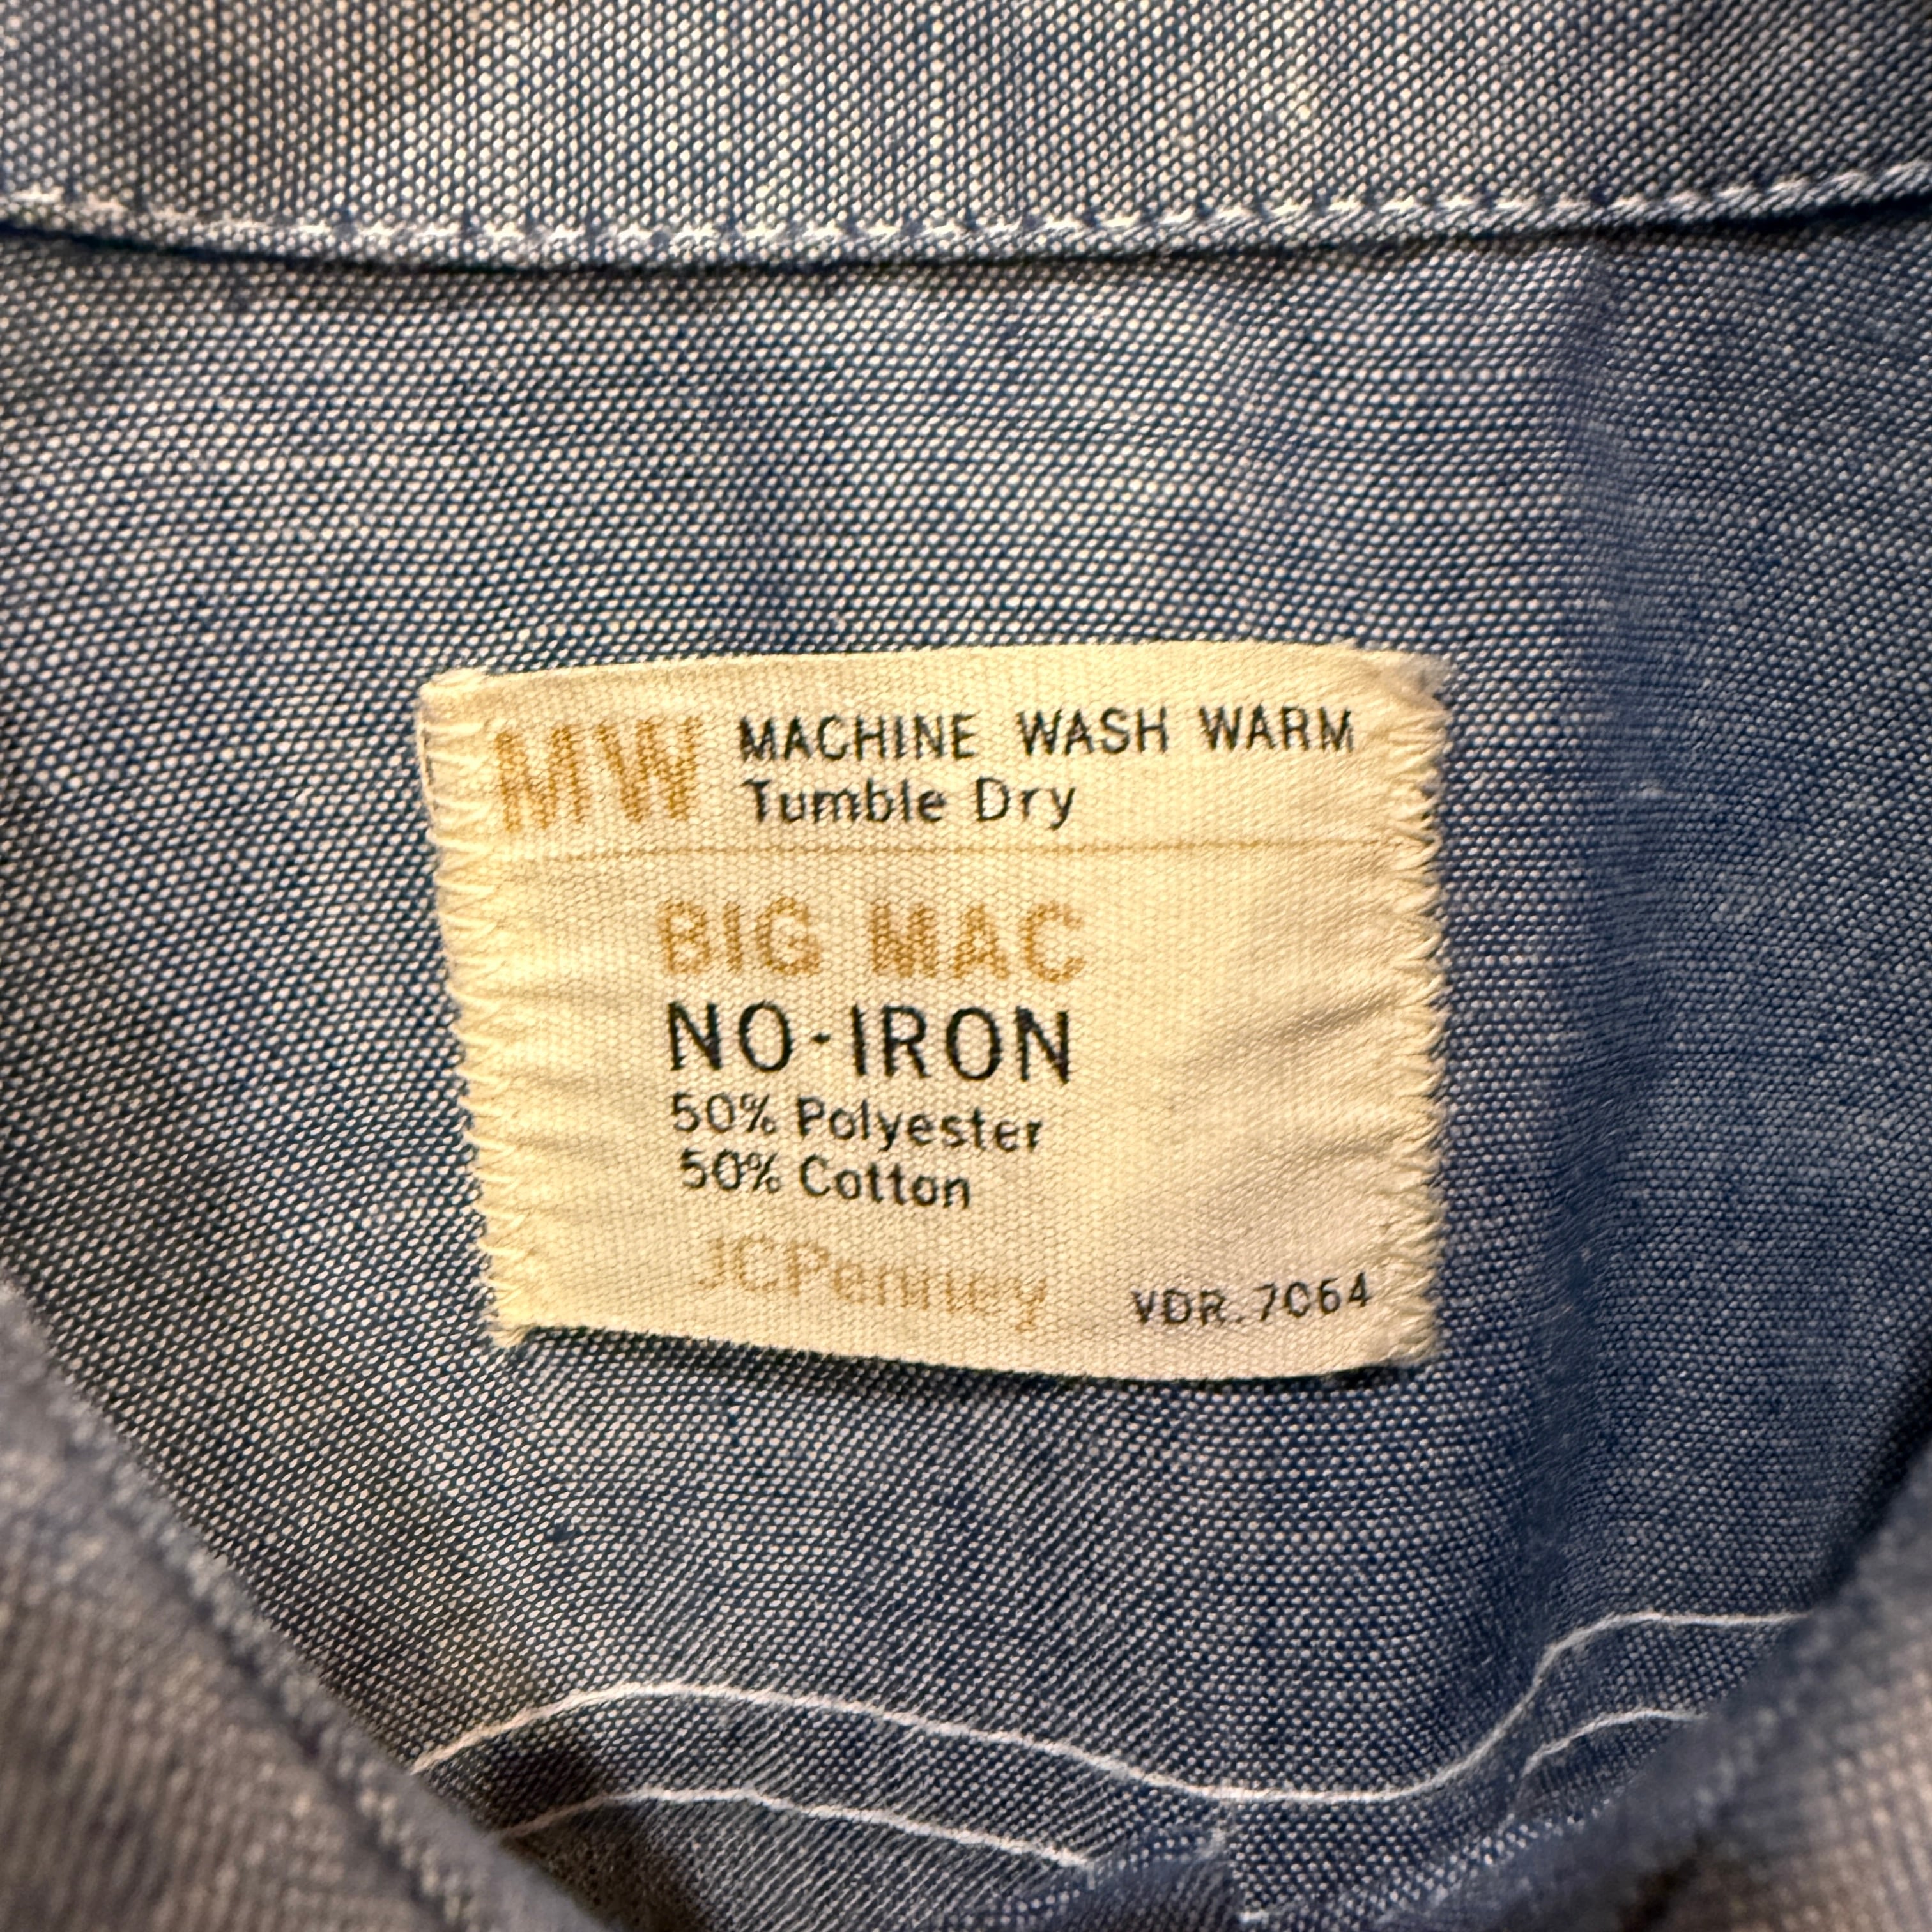 MW MACHINE WASH WARM
Tumble Dry
BIG MAC
NO-IRON
50% Polyester
50% Cotton
JCPenney VDR. 7064